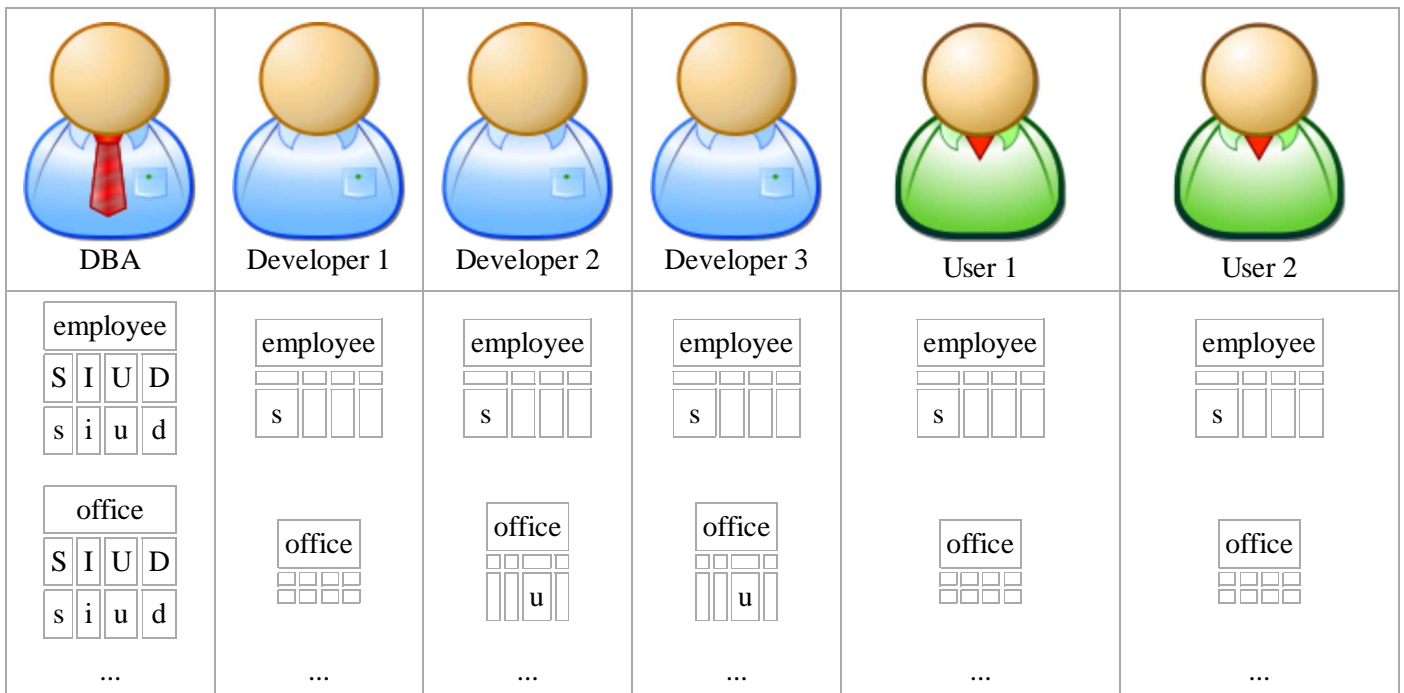 DBA Developer 1 Developer 2 Developer 3 User 1 User 2
employee employee employee employee employee employee
S I U D
s i u d s s s s s
office office office office office office
S I U D
s i u d u u
... ... ... ... ... ...